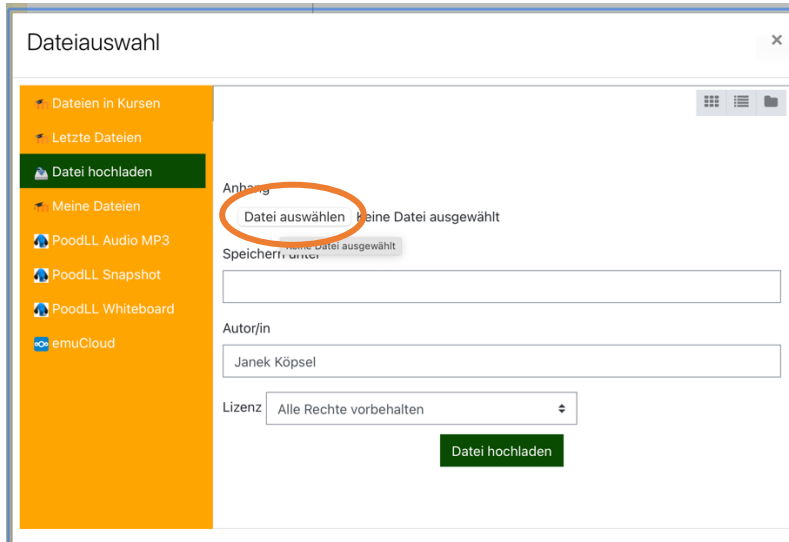 Dateiauswahl
×
Dateien in Kursen
Letzte Dateien
Datei hochladen
Meine Dateien
PoodLL Audio MP3
PoodLL Snapshot
PoodLL Whiteboard
emuCloud
Anhang
Datei auswählen Keine Datei ausgewählt
Keine Datei ausgewählt
Speichern unter
Autor/in
Janek Köpsel
Lizenz Alle Rechte vorbehalten
Datei hochladen